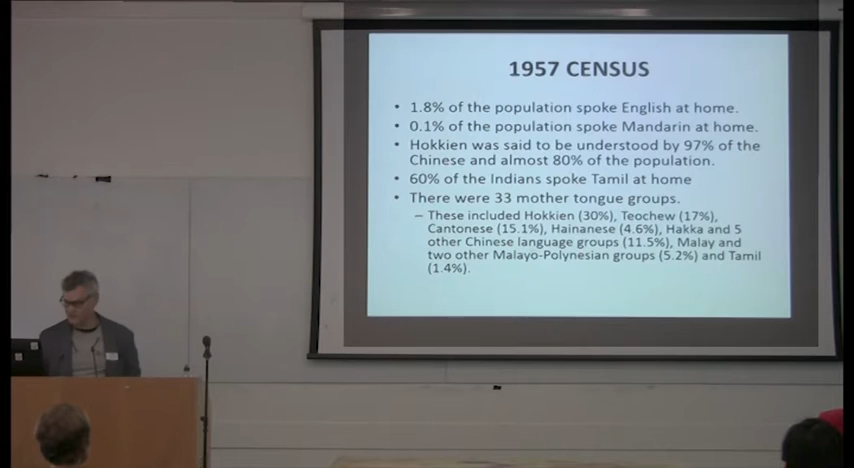 1957 CENSUS
• 1.8% of the population spoke English at home.
• 0.1% of the population spoke Mandarin at home.
• Hokkien was said to be understood by 97% of the
Chinese and almost 80% of the population.
• 60% of the Indians spoke Tamil at home
• There were 33 mother tongue groups.
– These included Hokkien (30%), Teochew (17%),
Cantonese (15.1%), Hainanese (4.6%), Hakka and 5
other Chinese language groups (11.5%), Malay and
two other Malayo-Polynesian groups (5.2%) and Tamil
(1.4%).